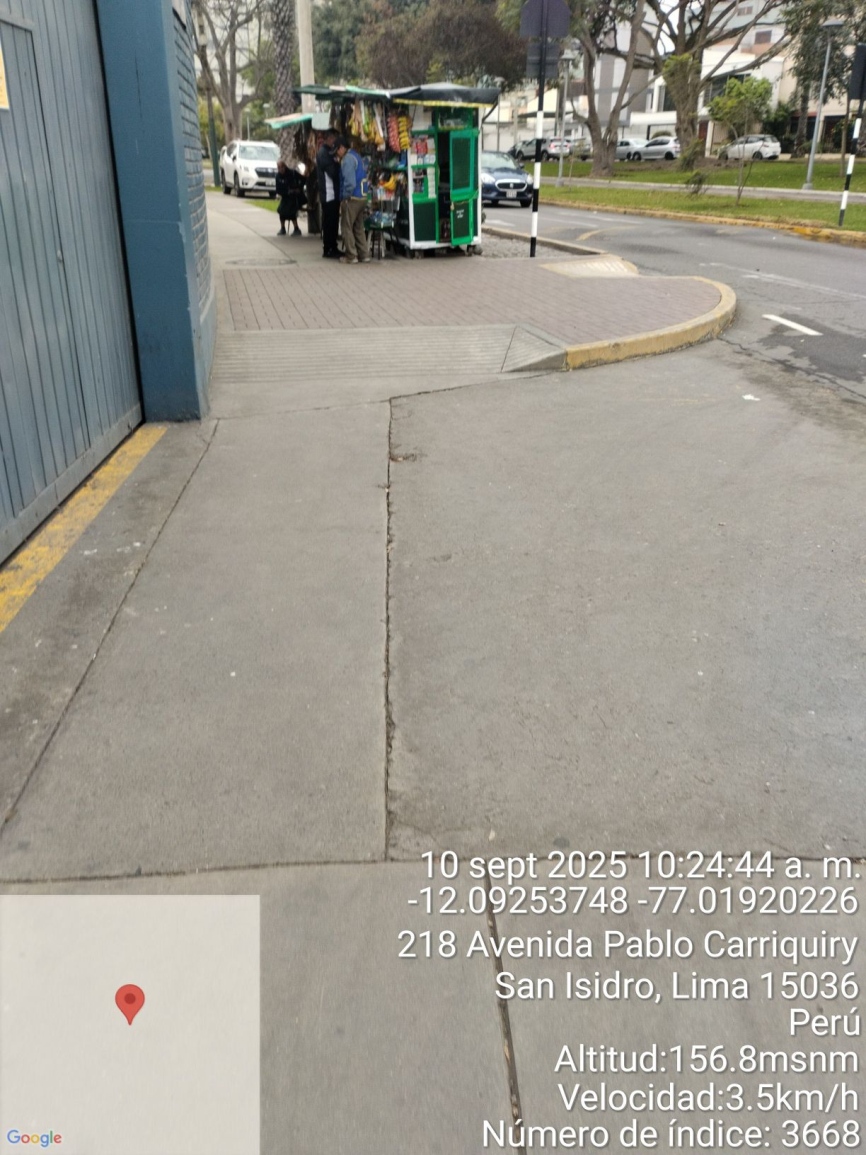 10 sept 2025 10:24:44 a. m.
-12.09253748 -77.01920226
218 Avenida Pablo Carriquiry
San Isidro, Lima 15036
Perú
Altitud:156.8msnm
Velocidad:3.5km/h
Número de índice: 3668
Google